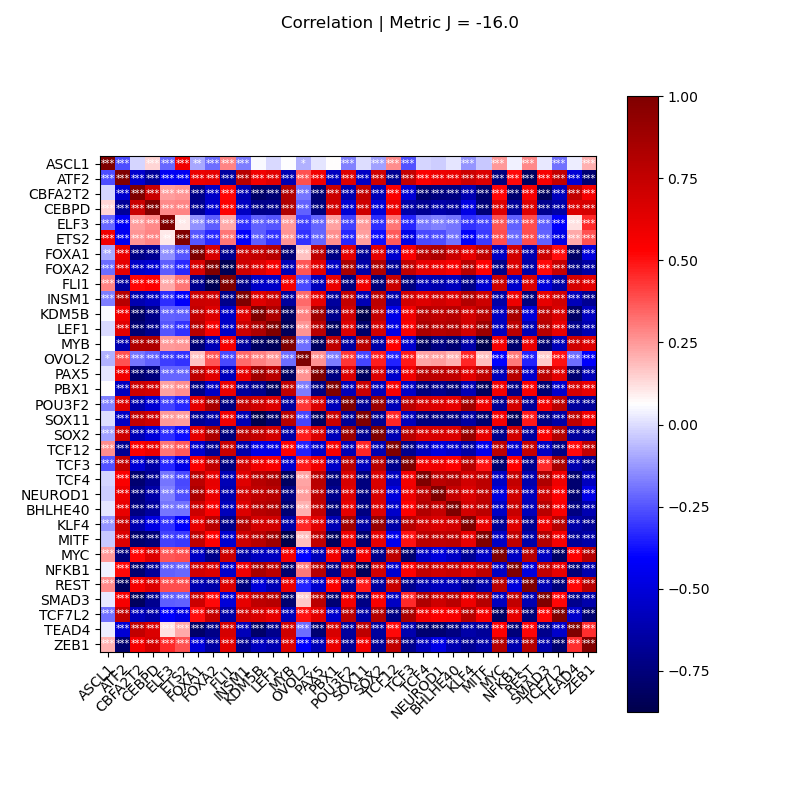 Correlation | Metric J = -16.0
ASCL1
ATF2
CBFA2T2
CEBPD
ELF3
ETS2
FOXA1
FOXA2
FLI1
INSM1
KDM5B
LEF1
MYB
OVOL2
PAX5
PBX1
POU3F2
SOX11
SOX2
TCF12
TCF3
TCF4
NEUROD1
BHLHE40
KLF4
MITF
MYC
NFKB1
REST
SMAD3
TCF7L2
TEAD4
ZEB1
ASCL1
ATF2
CBFA2T2
CEBPD
ELF3
ETS2
FOXA1
FOXA2
FLI1
INSM1
KDM5B
LEF1
MYB
OVOL2
PAX5
PBX1
POU3F2
SOX11
SOX2
TCF12
TCF3
TCF4
NEUROD1
BHLHE40
KLF4
MITF
MYC
NFKB1
REST
SMAD3
TCF7L2
TEAD4
ZEB1
1.00
0.75
0.50
0.25
0.00
−0.25
−0.50
−0.75